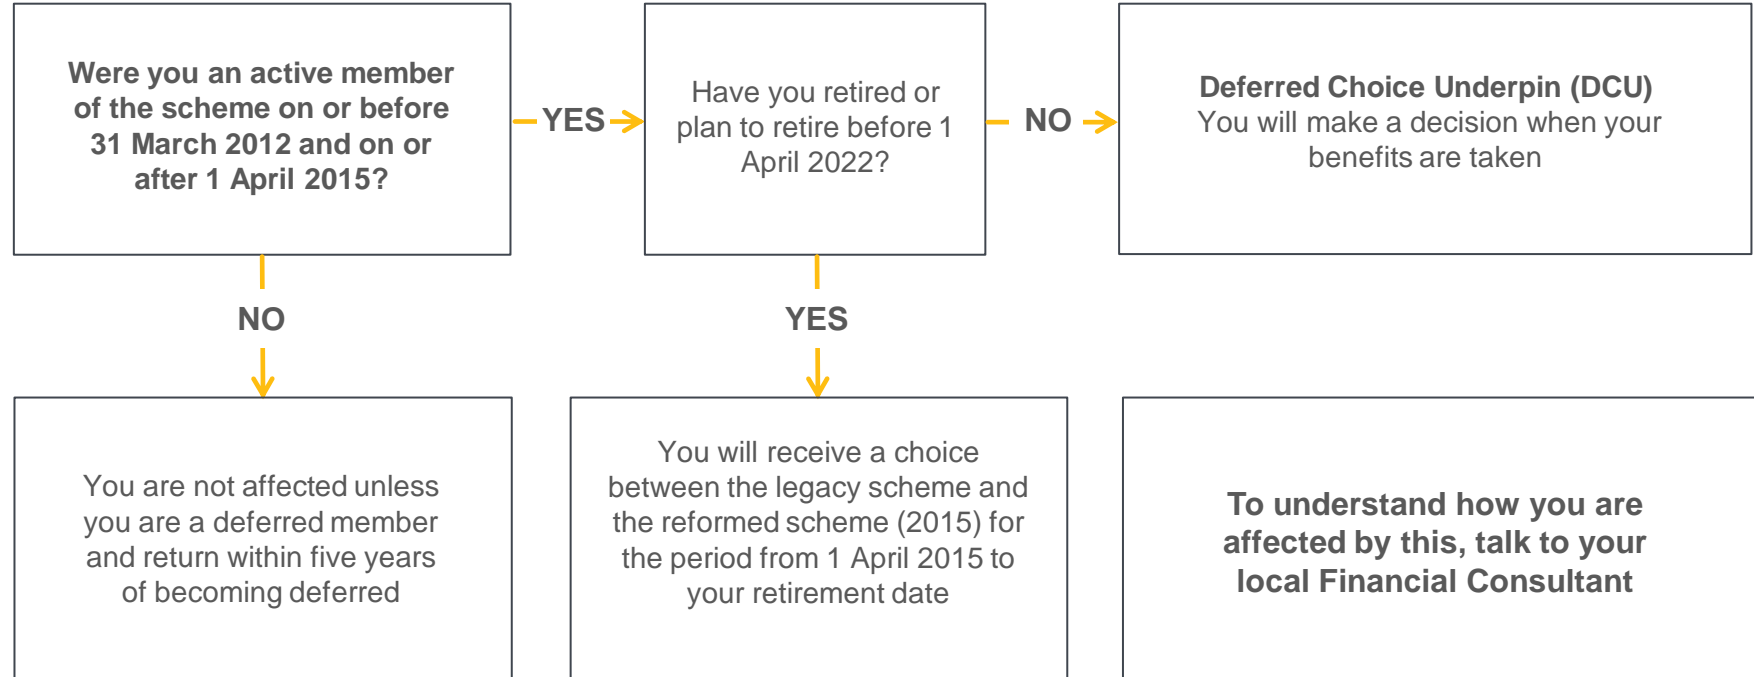 Were you an active member
of the scheme on or before
31 March 2012 and on or
after 1 April 2015?
YES
Have you retired or
plan to retire before 1
April 2022?
NO
Deferred Choice Underpin (DCU)
You will make a decision when your
benefits are taken
NO
YES
You are not affected unless
you are a deferred member
and return within five years
of becoming deferred
You will receive a choice
between the legacy scheme and
the reformed scheme (2015) for
the period from 1 April 2015 to
your retirement date
To understand how you are
affected by this, talk to your
local Financial Consultant